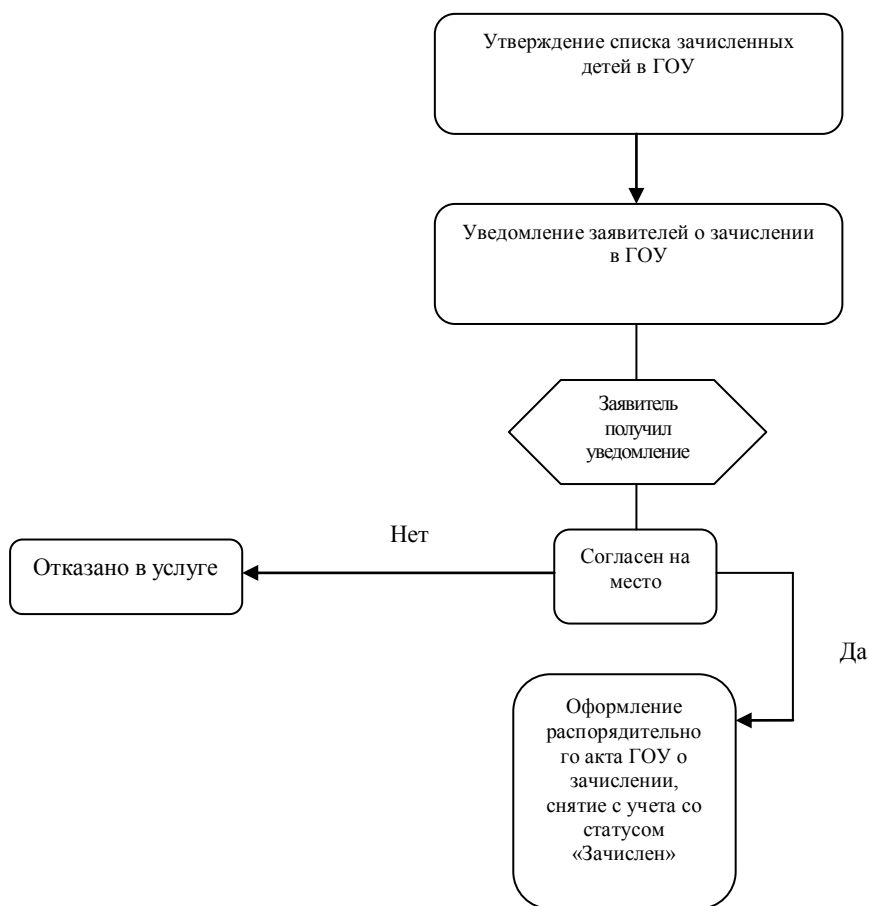 Утверждение списка зачисленных
детей в ГОУ
Уведомление заявителей о зачислении
в ГОУ
Заявитель
получил
уведомление
Нет
Отказано в услуге
Согласен на
место
Да
Оформление
распорядительно
го акта ГОУ о
зачислении,
снятие с учета со
статусом
«Зачислен»